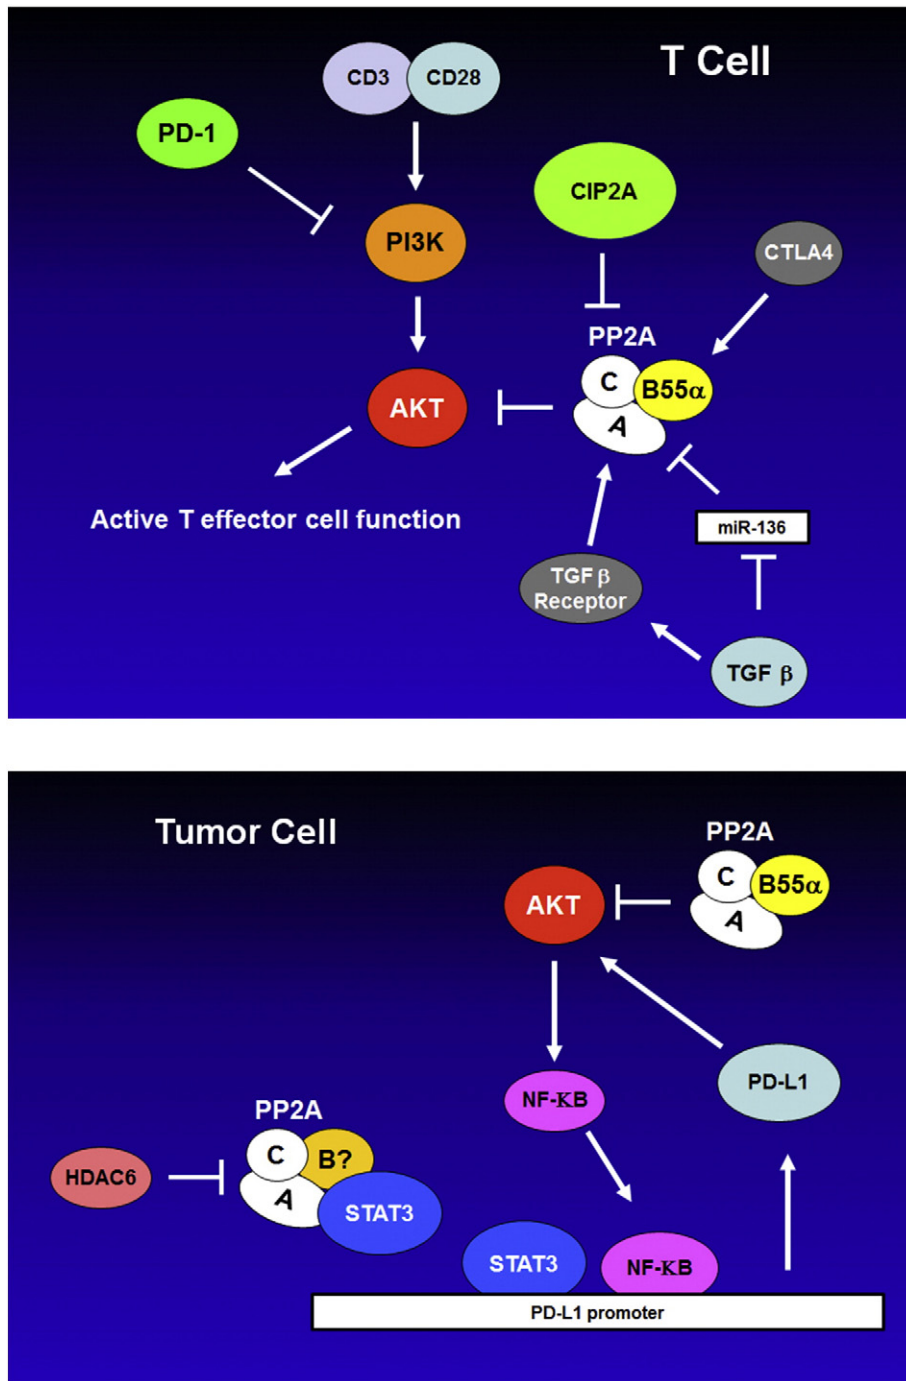 T Cell
CD3
CD28
PD-1
CIP2A
PI3K
CTLA4
PP2A
C
B55α
A
AKT
Active T effector cell function
miR-136
TGF β
Receptor
TGF β
Tumor Cell
PP2A
C
B55α
A
AKT
PD-L1
NF-κB
PP2A
C
B?
A
HDAC6
STAT3
STAT3
NF-κB
PD-L1 promoter